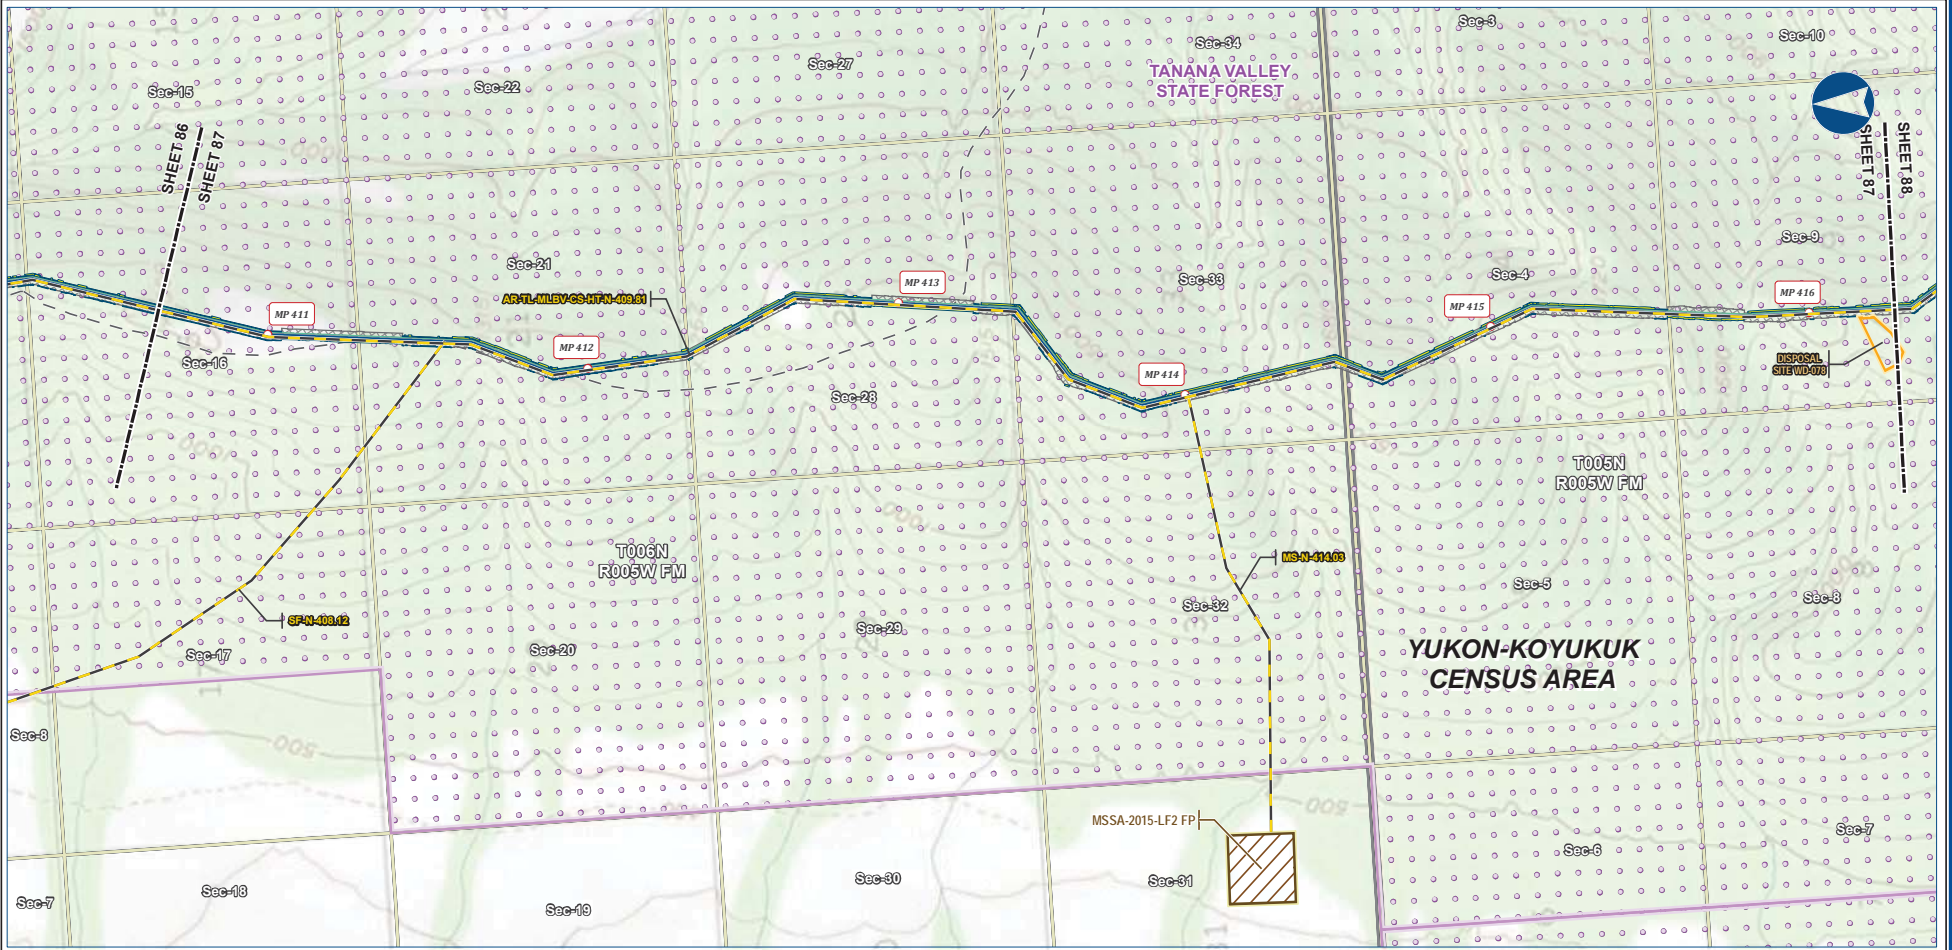 Sec-3
Sec-10
Sec-34
Sec-27
TANANA VALLEY
STATE FOREST
Sec-22
Sec-15
SHEET 86
SHEET 87
SHEET 87
SHEET 88
Sec-9
Sec-21
Sec-33
Sec-4
MP 413
AR-TL-MLBV-CS-HT-N-409.81
MP 416
MP 415
MP 411
MP 412
DISPOSAL
SITE WD-078
Sec-16
MP 414
Sec-28
T005N
R005W FM
T006N
R005W FM
MS-N-414.03
Sec-5
Sec-8
Sec-32
SF-N-408.12
Sec-29
Sec-20
Sec-17
YUKON-KOYUKUK
CENSUS AREA
Sec-8
500
500
MSSA-2015-LF2 FP
Sec-7
Sec-6
Sec-31
Sec-30
Sec-18
Sec-7
Sec-19